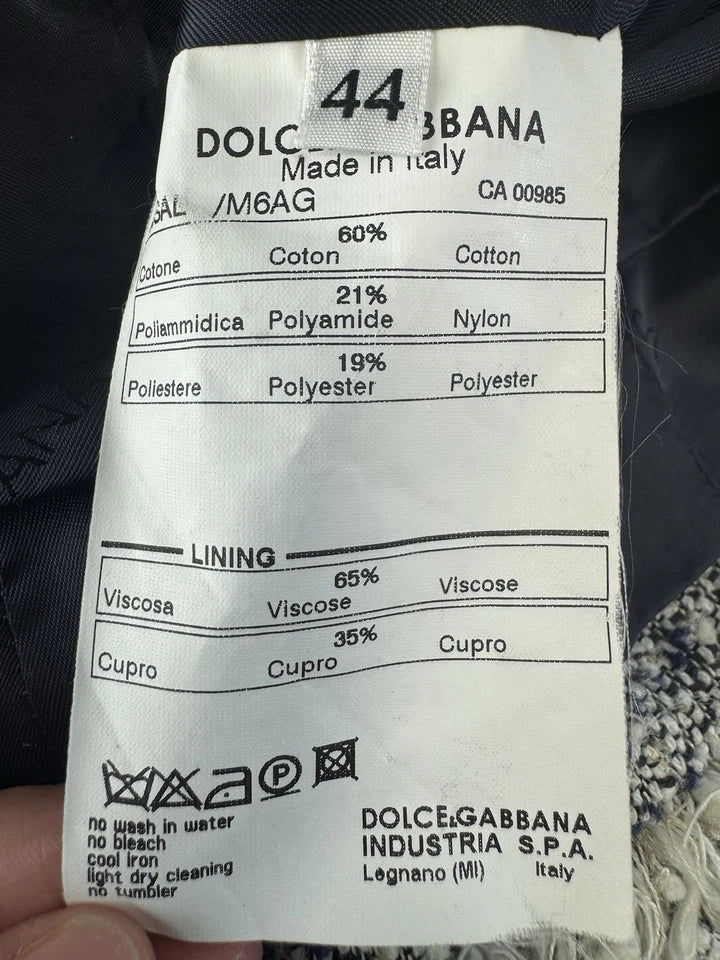 44
DOLC BBANA
Made in Italy
/M6AG CA 00985
60%
Cotone Coton Cotton
21%
Poliammidica Polyamide Nylon
19%
Poliestere Polyester Polyester
LINING
65%
Viscosa Viscose Viscose
35%
Cupro Cupro Cupro
P
no wash in water
no bleach
cool iron
light dry cleaning
no tumbler
DOLCE&GABBANA
INDUSTRIA S.P.A.
Legnano (MI) Italy